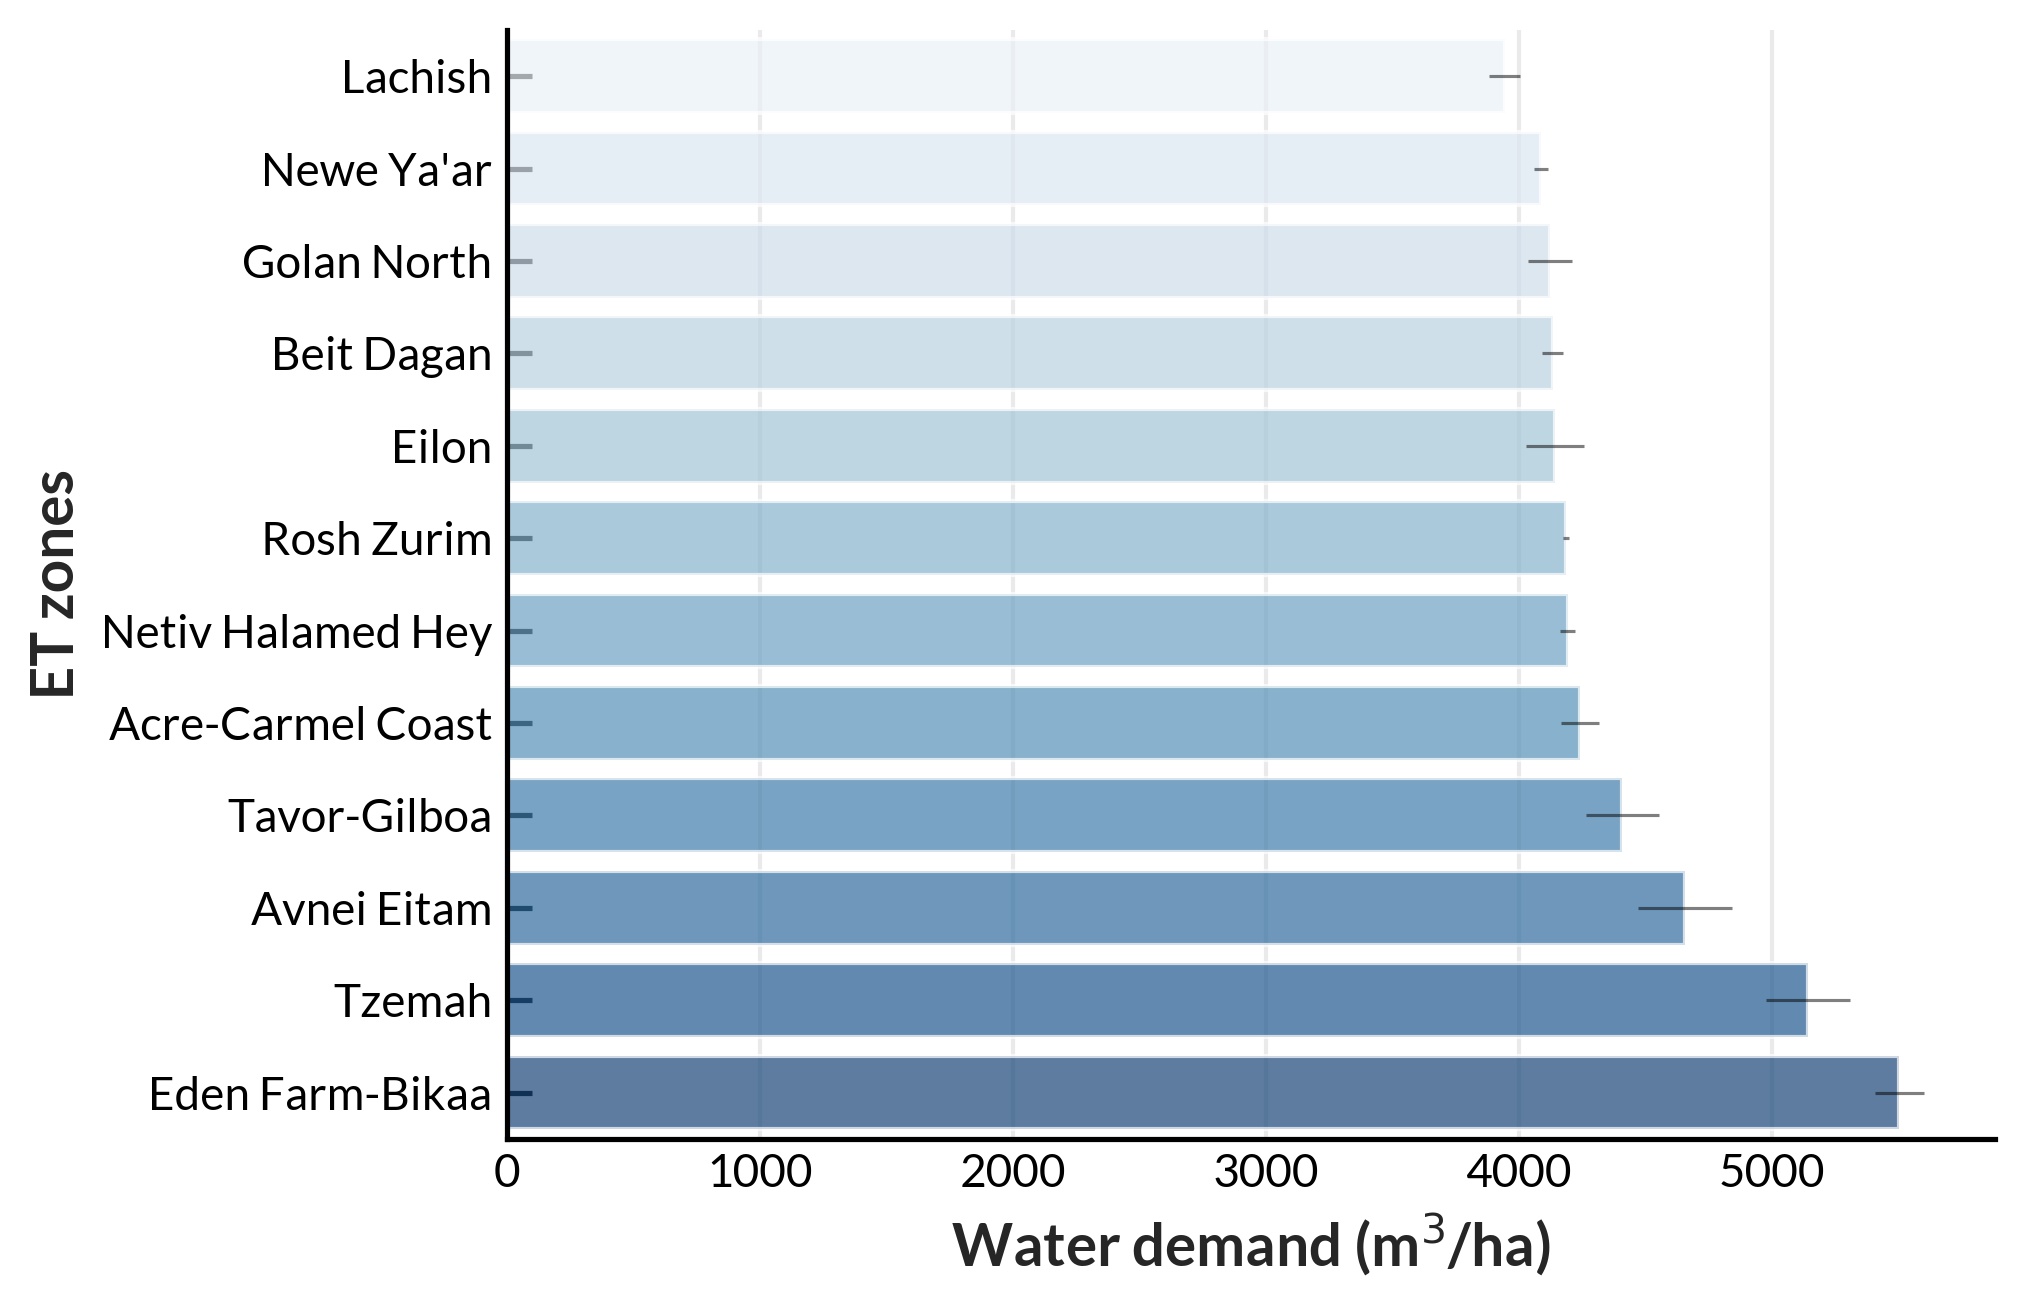 Lachish
Newe Ya'ar
Golan North
Beit Dagan
Eilon
Rosh Zurim
Netiv Halamed Hey
Acre-Carmel Coast
Tavor-Gilboa
Avnei Eitam
Tzemah
Eden Farm-Bikaa
ET zones
0 1000 2000 3000 4000 5000
Water demand (m³/ha)